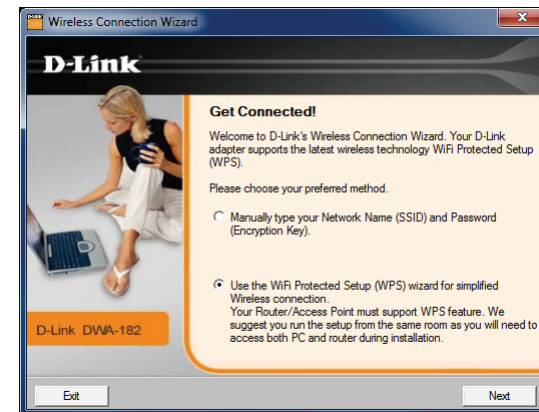 Wireless Connection Wizard
D-Link
Get Connected!
Welcome to D-Link's Wireless Connection Wizard. Your D-Link
adapter supports the latest wireless technology WiFi Protected Setup
(WPS).
Please choose your preferred method.
Manually type your Network Name (SSID) and Password
(Encryption Key).
Use the WiFi Protected Setup (WPS) wizard for simplified
Wireless connection.
Your Router/Access Point must support WPS feature. We
suggest you run the setup from the same room as you will need to
access both PC and router during installation.
D-Link DWA-182
Exit
Next